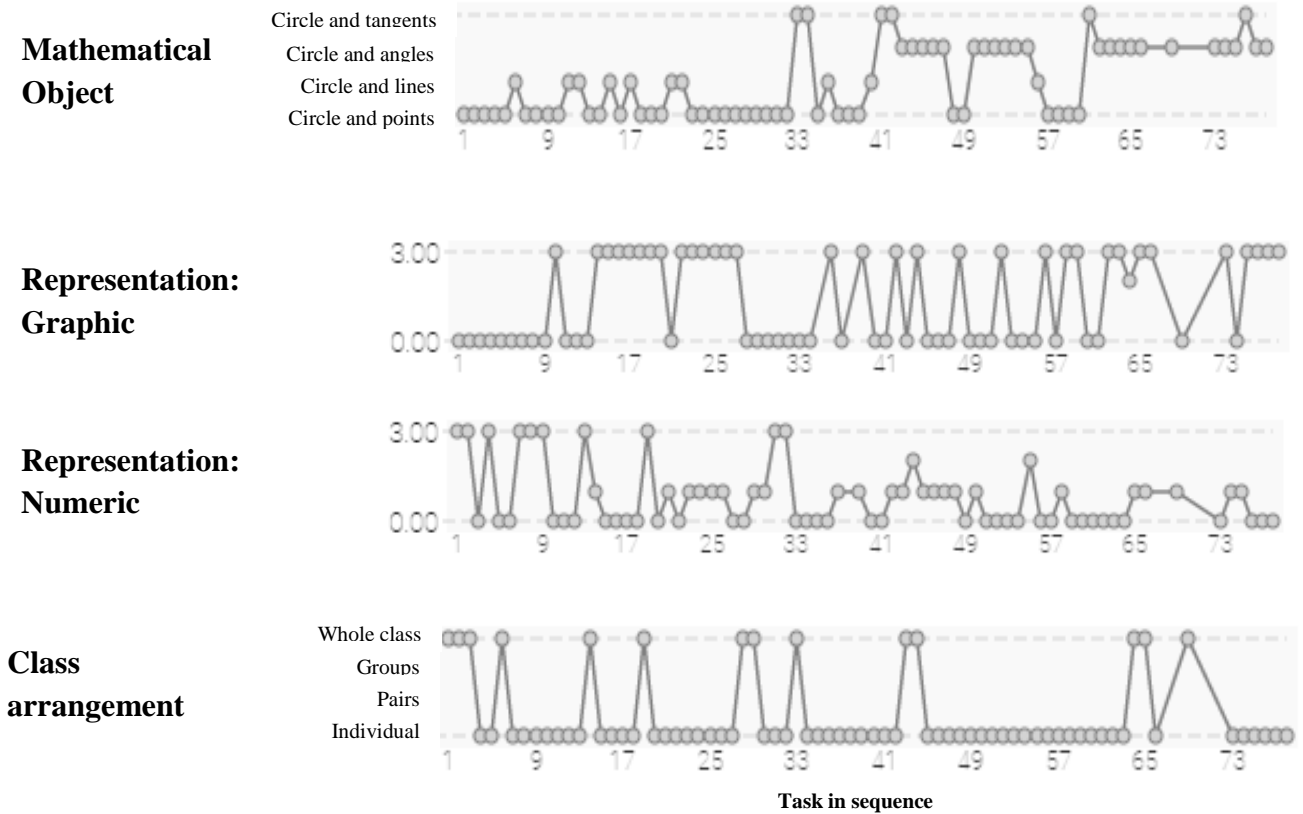 Mathematical
Object
Circle and tangents
Circle and angles
Circle and lines
Circle and points
1 9 17 25 33 41 49 57 65 73
Representation:
Graphic
3.00
0.00
1 9 17 25 33 41 49 57 65 73
Representation:
Numeric
3.00
0.00
1 9 17 25 33 41 49 57 65 73
Class
arrangement
Whole class
Groups
Pairs
Individual
1 9 17 25 33 41 49 57 65 73
Task in sequence